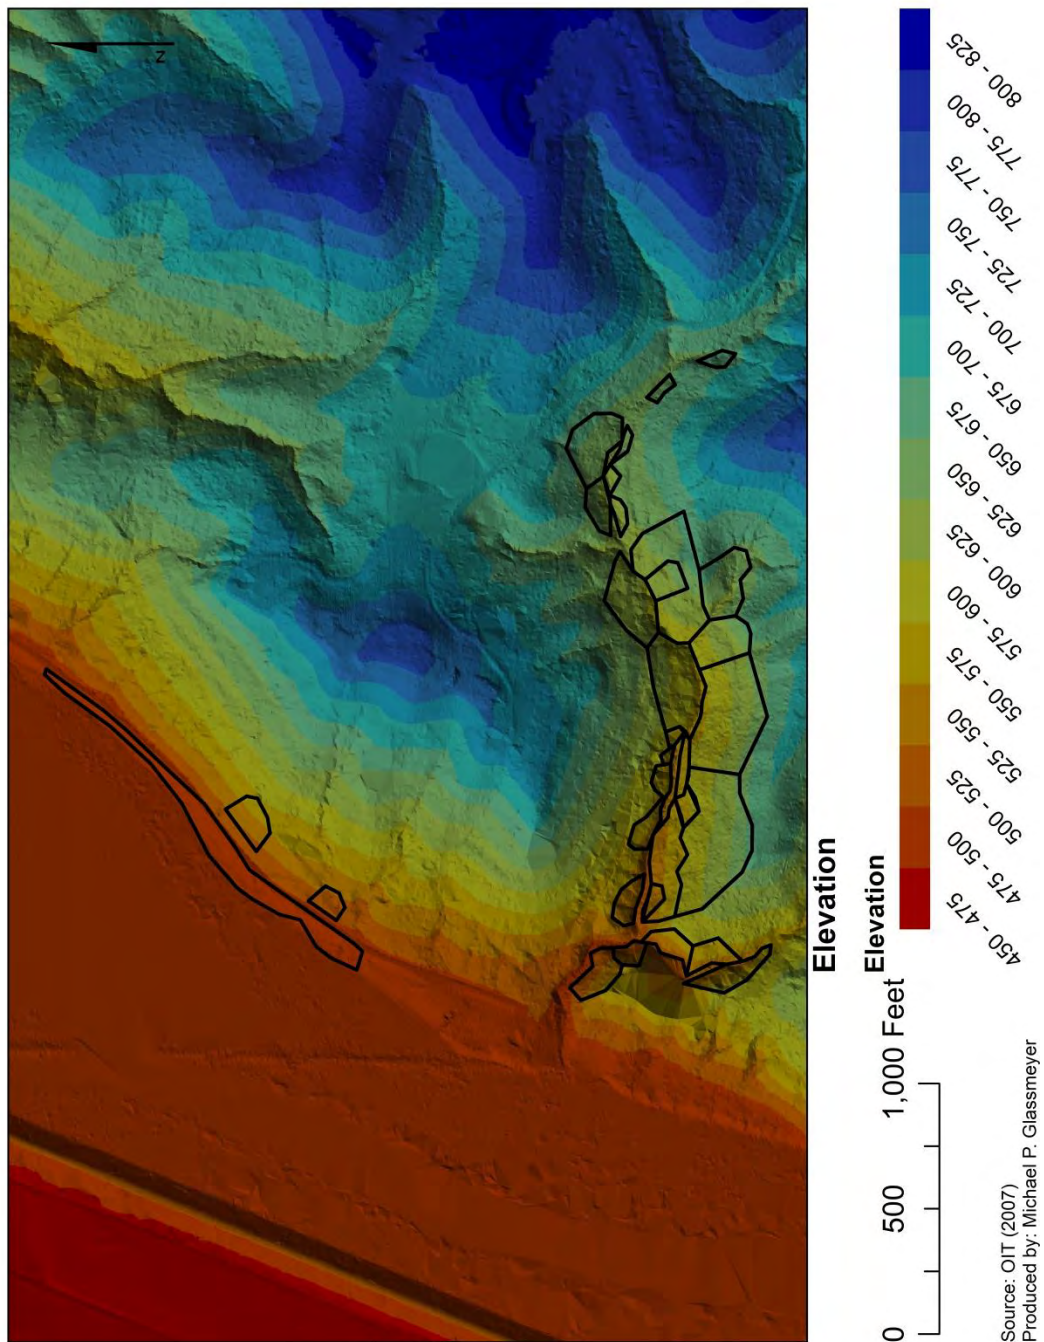 N
Elevation
Elevation
450 - 475
475 - 500
500 - 525
525 - 550
550 - 575
575 - 600
600 - 625
625 - 650
650 - 675
675 - 700
700 - 725
725 - 750
750 - 775
775 - 800
800 - 825
0 500 1,000 Feet
Source: OIT (2007)
Produced by: Michael P. Glassmeyer